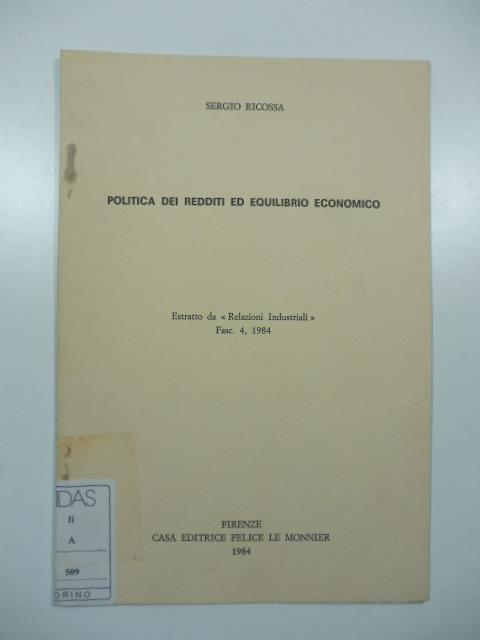 SERGIO RICOSSA
POLITICA DEI REDDITI ED EQUILIBRIO ECONOMICO
Estratto da « Relazioni Industriali »
Fasc. 4, 1984
IDAS
II
A
509
ORINO
FIRENZE
CASA EDITRICE FELICE LE MONNIER
1984